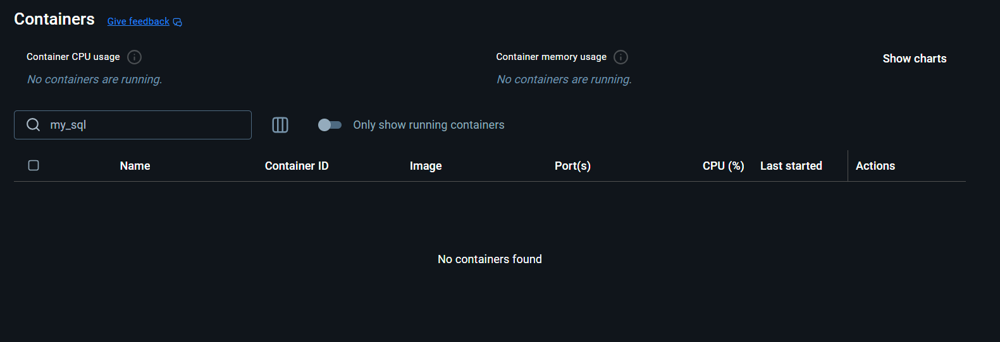 Containers Give feedback
Container CPU usage
No containers are running.
Container memory usage
No containers are running.
Show charts
my_sql
Only show running containers
Name Container ID Image Port(s) CPU (%) Last started Actions
No containers found